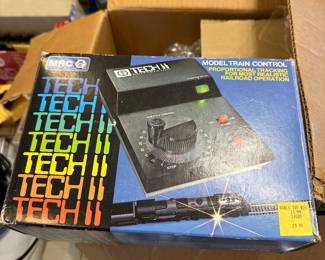 MRC
TECH II
TECH II
TECH II
TECH II
TECH II
TECH II
TECH II
TECH II
MODEL TRAIN CONTROL
PROPORTIONAL TRACKING
FOR MOST REALISTIC
RAILROAD OPERATION